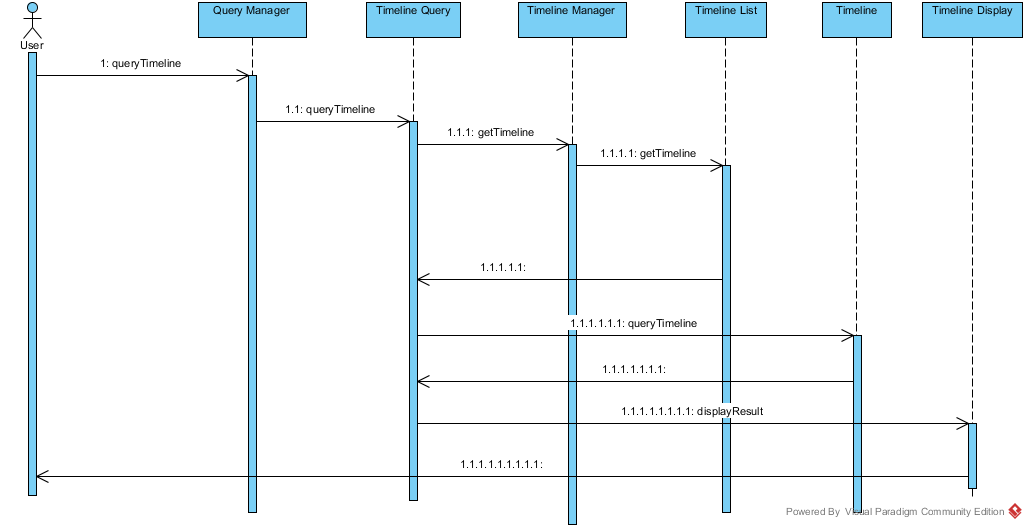 Query Manager
Timeline Query
Timeline Manager
Timeline List
Timeline
Timeline Display
User
1: queryTimeline
1.1: queryTimeline
1.1.1: getTimeline
1.1.1.1: getTimeline
1.1.1.1.1:
1.1.1.1.1.1: queryTimeline
1.1.1.1.1.1.1:
1.1.1.1.1.1.1.1: displayResult
1.1.1.1.1.1.1.1.1:
Powered By Visual Paradigm Community Edition